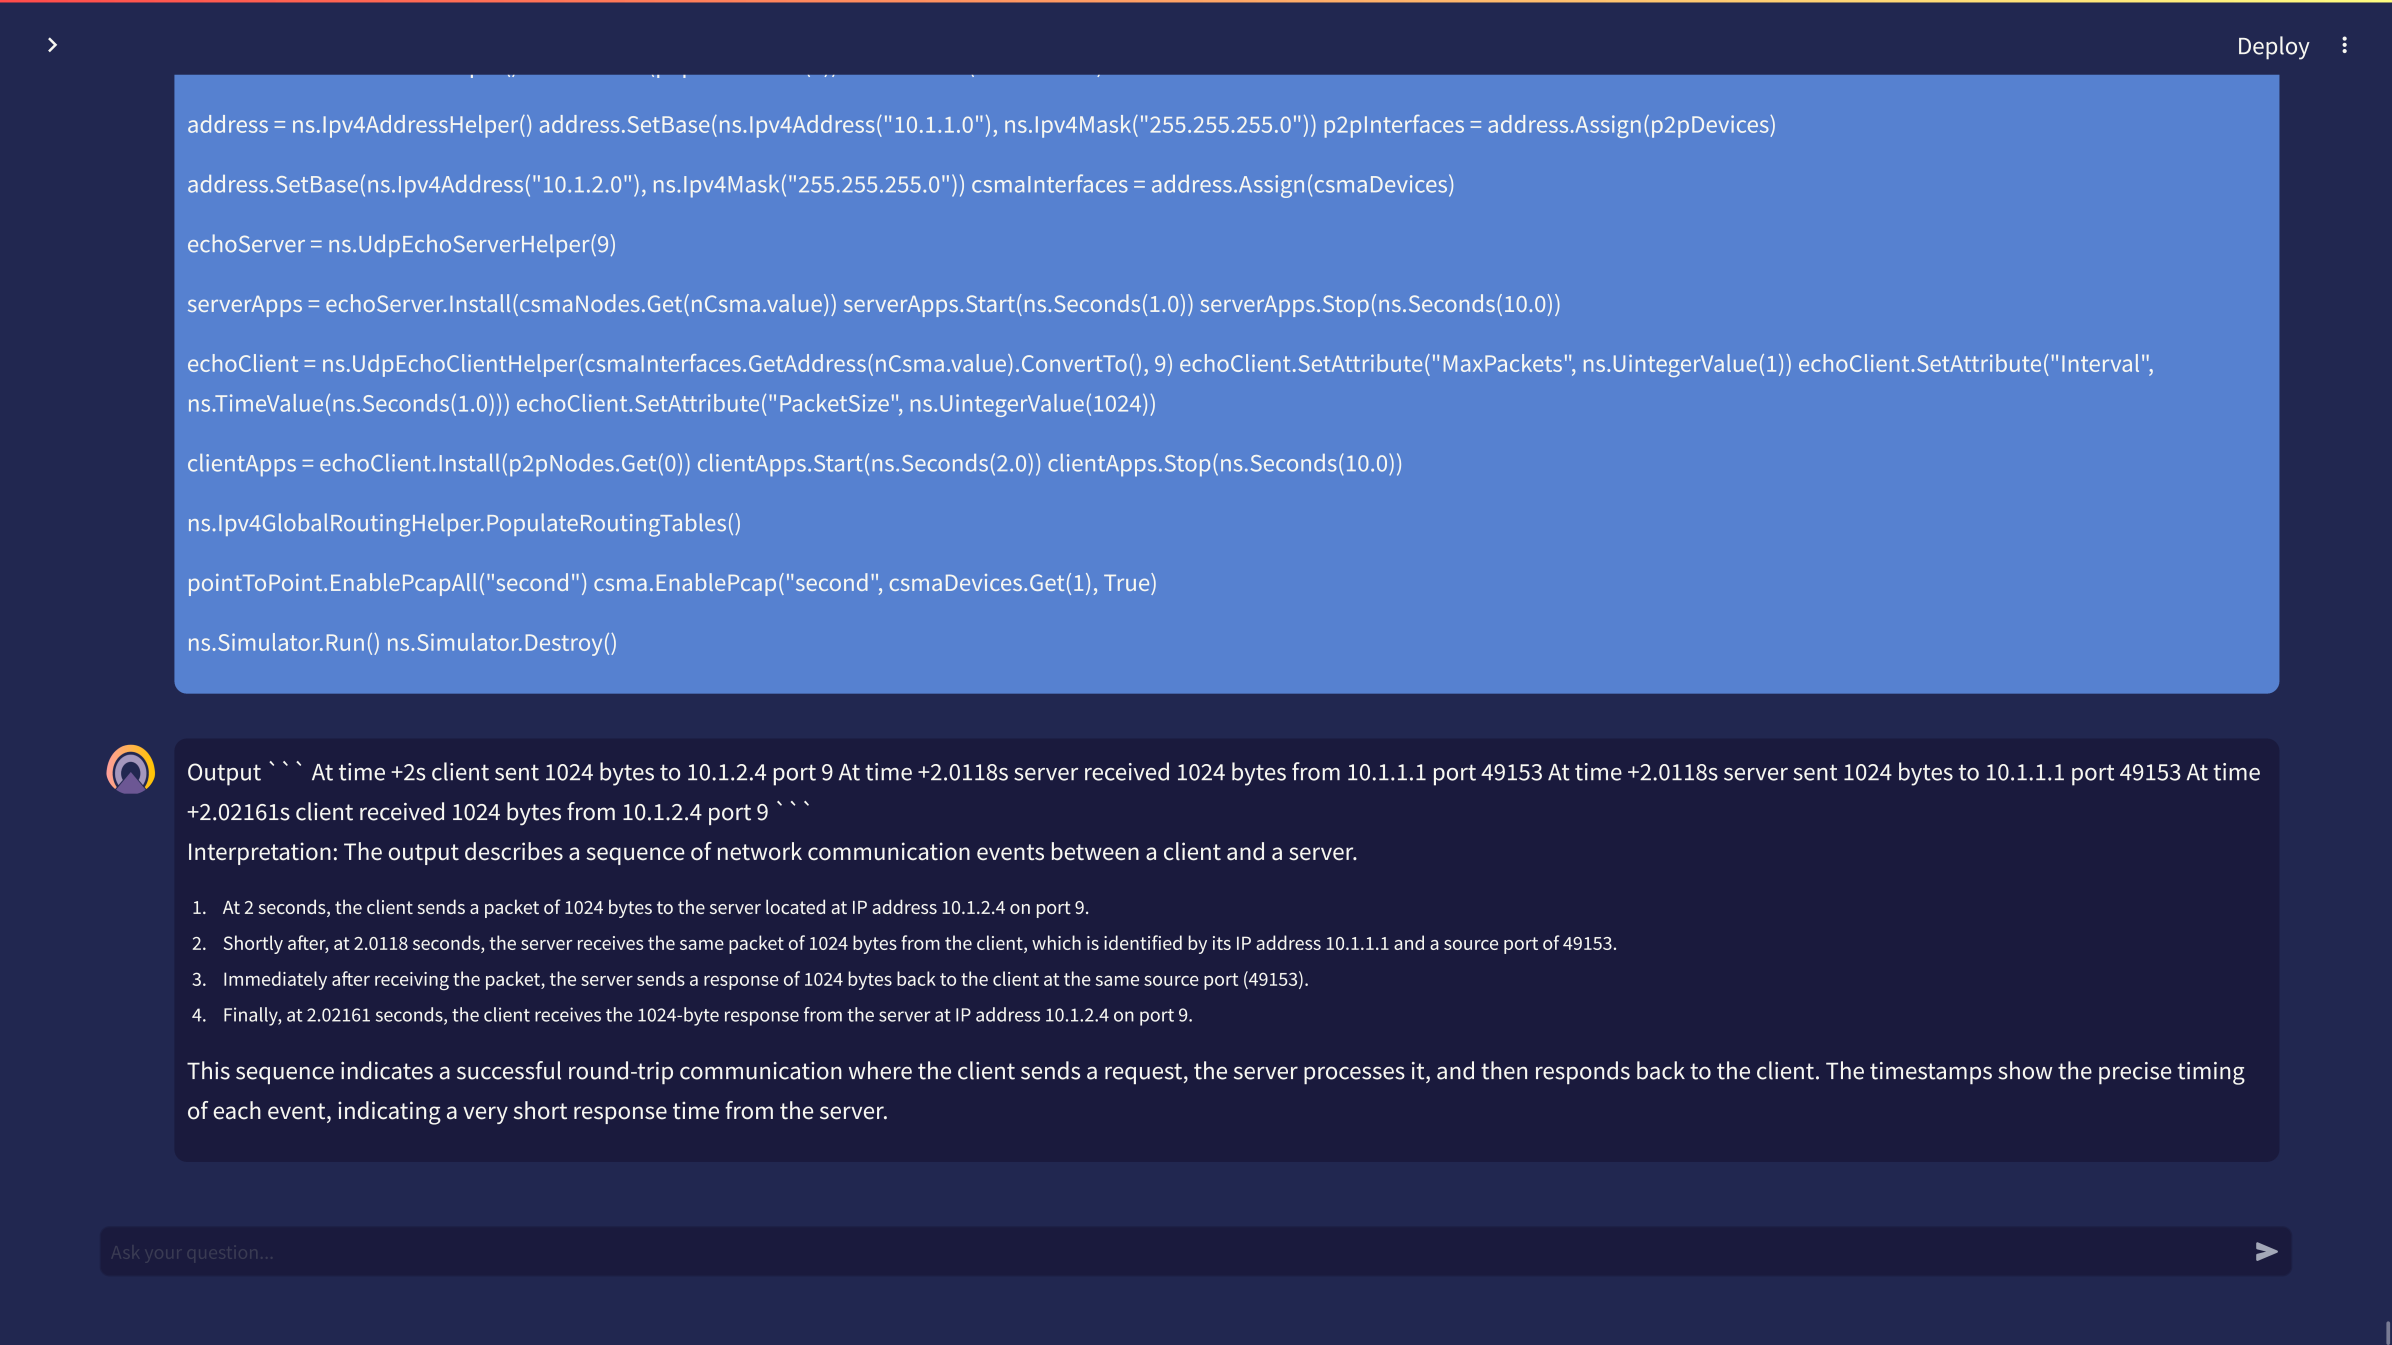 Deploy
address = ns.Ipv4AddressHelper() address.SetBase(ns.Ipv4Address("10.1.1.0"), ns.Ipv4Mask("255.255.255.0")) p2pInterfaces = address.Assign(p2pDevices)
address.SetBase(ns.Ipv4Address("10.1.2.0"), ns.Ipv4Mask("255.255.255.0")) csmaInterfaces = address.Assign(csmaDevices)
echoServer = ns.UdpEchoServerHelper(9)
serverApps = echoServer.Install(csmaNodes.Get(nCsma.value)) serverApps.Start(ns.Seconds(1.0)) serverApps.Stop(ns.Seconds(10.0))
echoClient = ns.UdpEchoClientHelper(csmaInterfaces.GetAddress(nCsma.value).ConvertTo(), 9) echoClient.SetAttribute("MaxPackets", ns.UintegerValue(1)) echoClient.SetAttribute("Interval",
ns.TimeValue(ns.Seconds(1.0))) echoClient.SetAttribute("PacketSize", ns.UintegerValue(1024))
clientApps = echoClient.Install(p2pNodes.Get(0)) clientApps.Start(ns.Seconds(2.0)) clientApps.Stop(ns.Seconds(10.0))
ns.Ipv4GlobalRoutingHelper.PopulateRoutingTables()
pointToPoint.EnablePcapAll("second") csma.EnablePcap("second", csmaDevices.Get(1), True)
ns.Simulator.Run() ns.Simulator.Destroy()
Output ``` At time +2s client sent 1024 bytes to 10.1.2.4 port 9 At time +2.0118s server received 1024 bytes from 10.1.1.1 port 49153 At time +2.0118s server sent 1024 bytes to 10.1.1.1 port 49153 At time
+2.02161s client received 1024 bytes from 10.1.2.4 port 9 ```
Interpretation: The output describes a sequence of network communication events between a client and a server.
1. At 2 seconds, the client sends a packet of 1024 bytes to the server located at IP address 10.1.2.4 on port 9.
2. Shortly after, at 2.0118 seconds, the server receives the same packet of 1024 bytes from the client, which is identified by its IP address 10.1.1.1 and a source port of 49153.
3. Immediately after receiving the packet, the server sends a response of 1024 bytes back to the client at the same source port (49153).
4. Finally, at 2.02161 seconds, the client receives the 1024-byte response from the server at IP address 10.1.2.4 on port 9.
This sequence indicates a successful round-trip communication where the client sends a request, the server processes it, and then responds back to the client. The timestamps show the precise timing
of each event, indicating a very short response time from the server.
Ask your question...